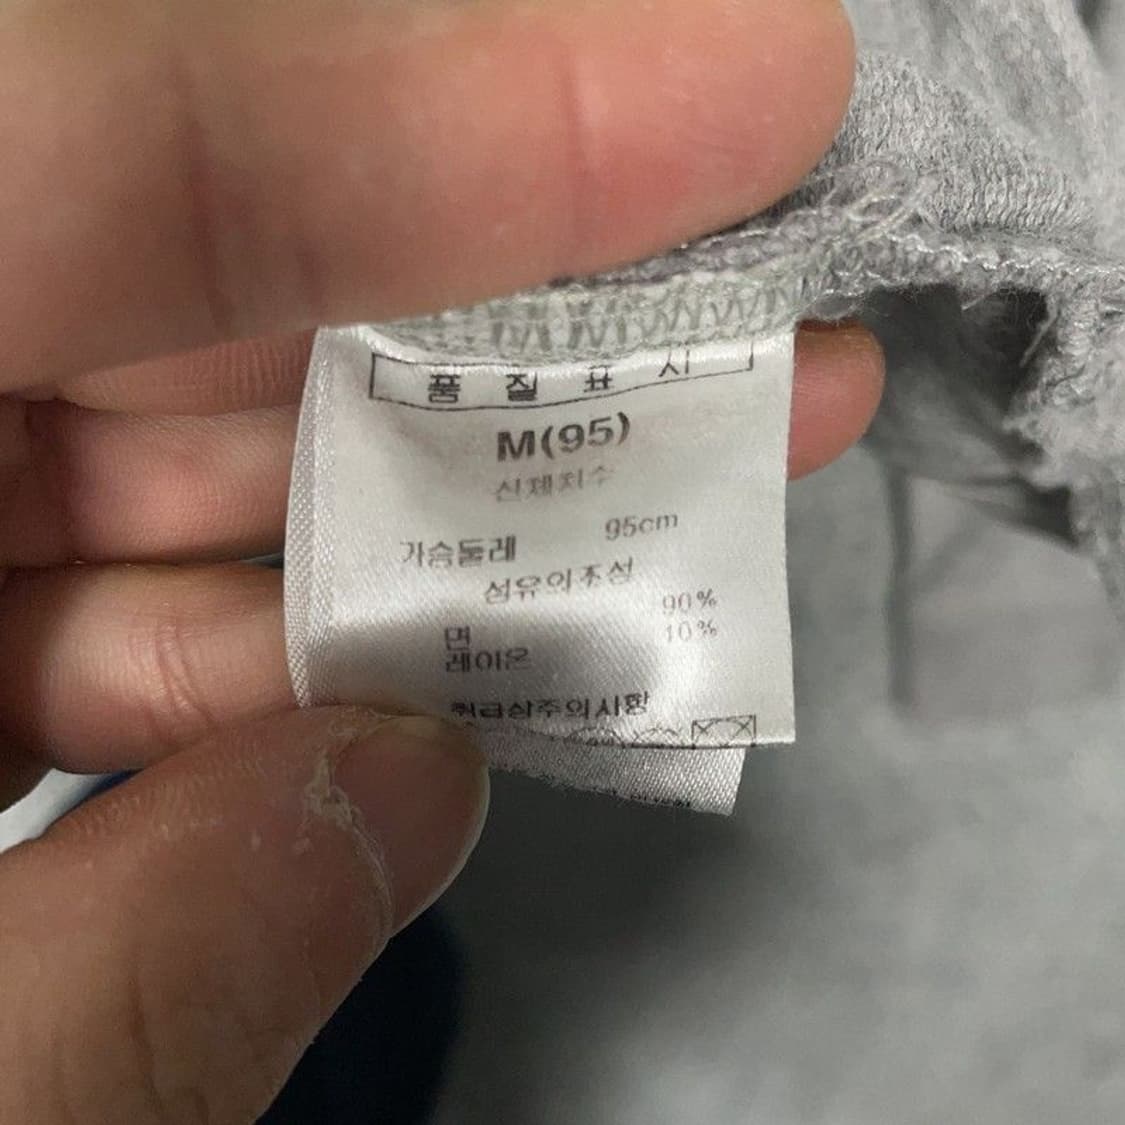 품 질 표 시
M(95)
신체치수
가슴둘레 95cm
섬유의조성
면 90%
레이온 10%
취급상주의사항